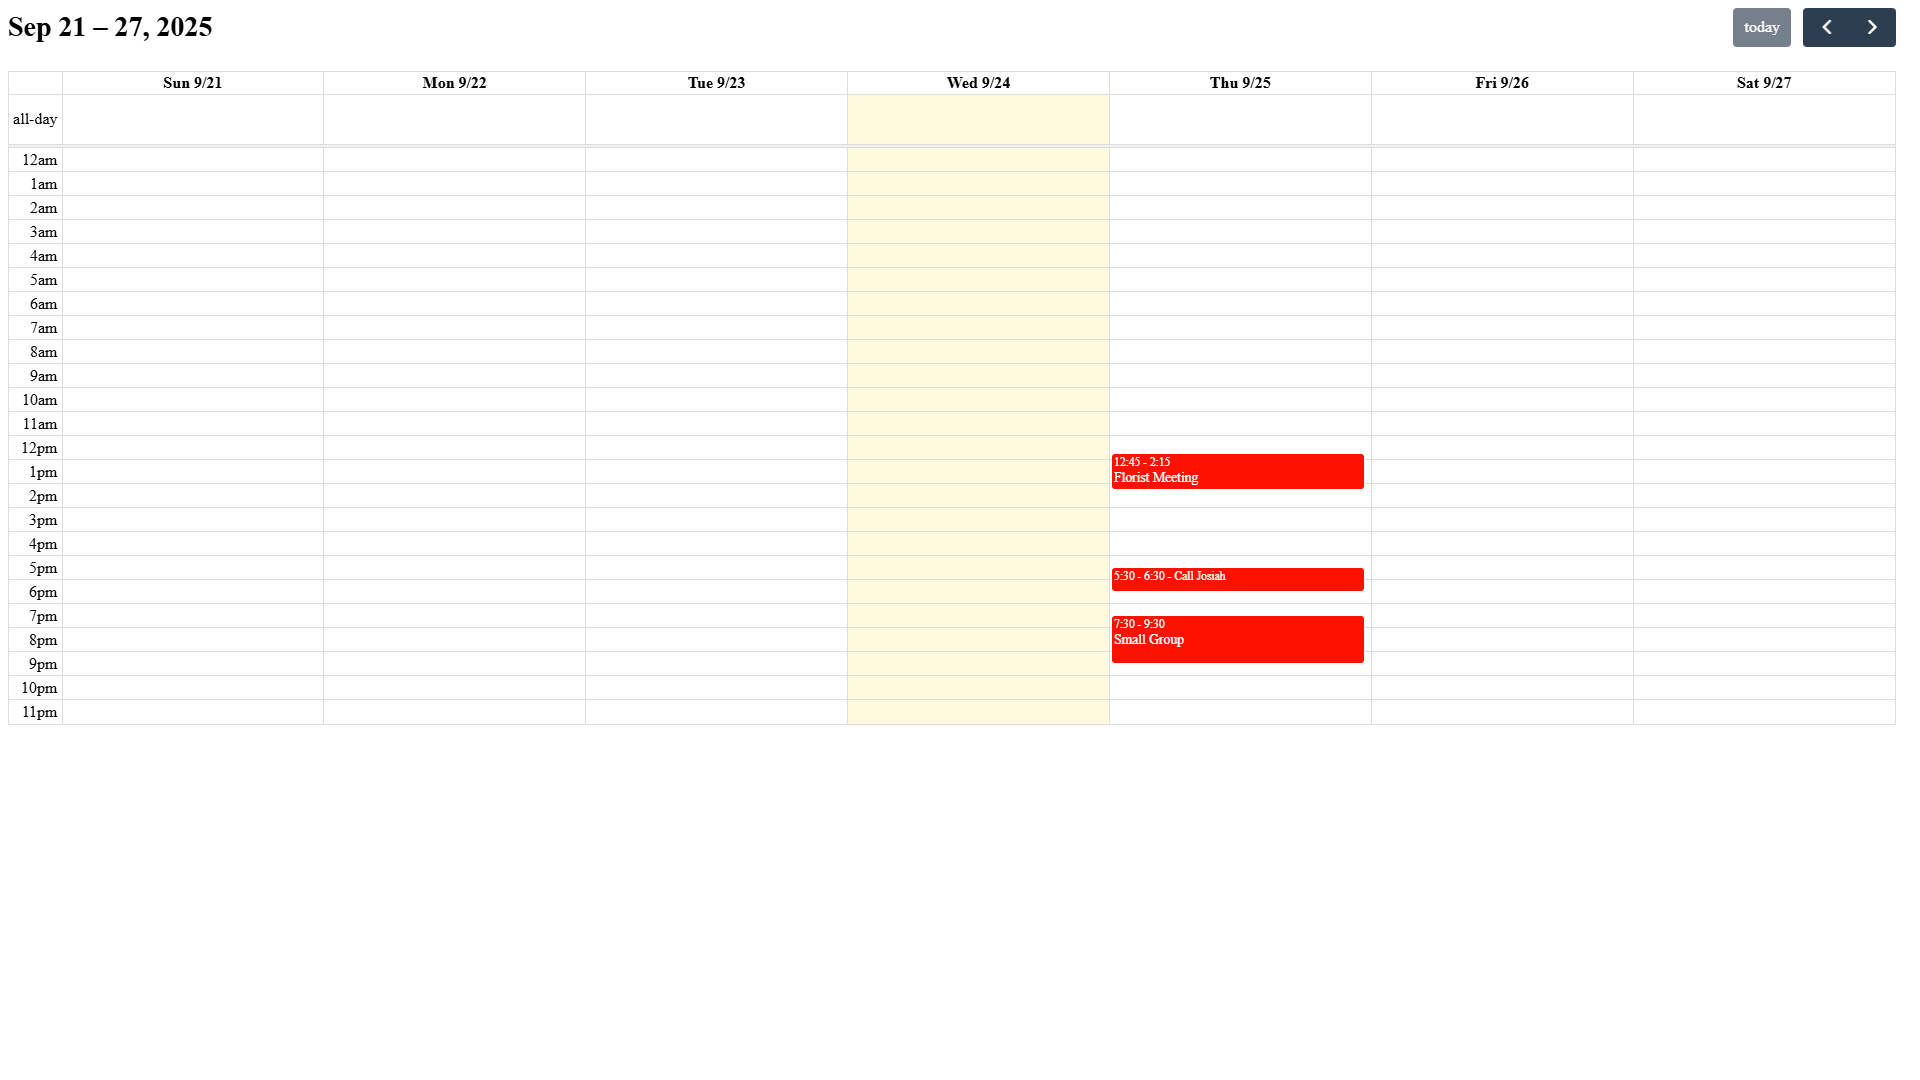 Sep 21 – 27, 2025
today
Sun 9/21 Mon 9/22 Tue 9/23 Wed 9/24 Thu 9/25 Fri 9/26 Sat 9/27
all-day
12am
1am
2am
3am
4am
5am
6am
7am
8am
9am
10am
11am
12pm
12:45 - 2:15
1pm
Florist Meeting
2pm
3pm
4pm
5pm
5:30 - 6:30 - Call Josiah
6pm
7pm
7:30 - 9:30
8pm
Small Group
9pm
10pm
11pm